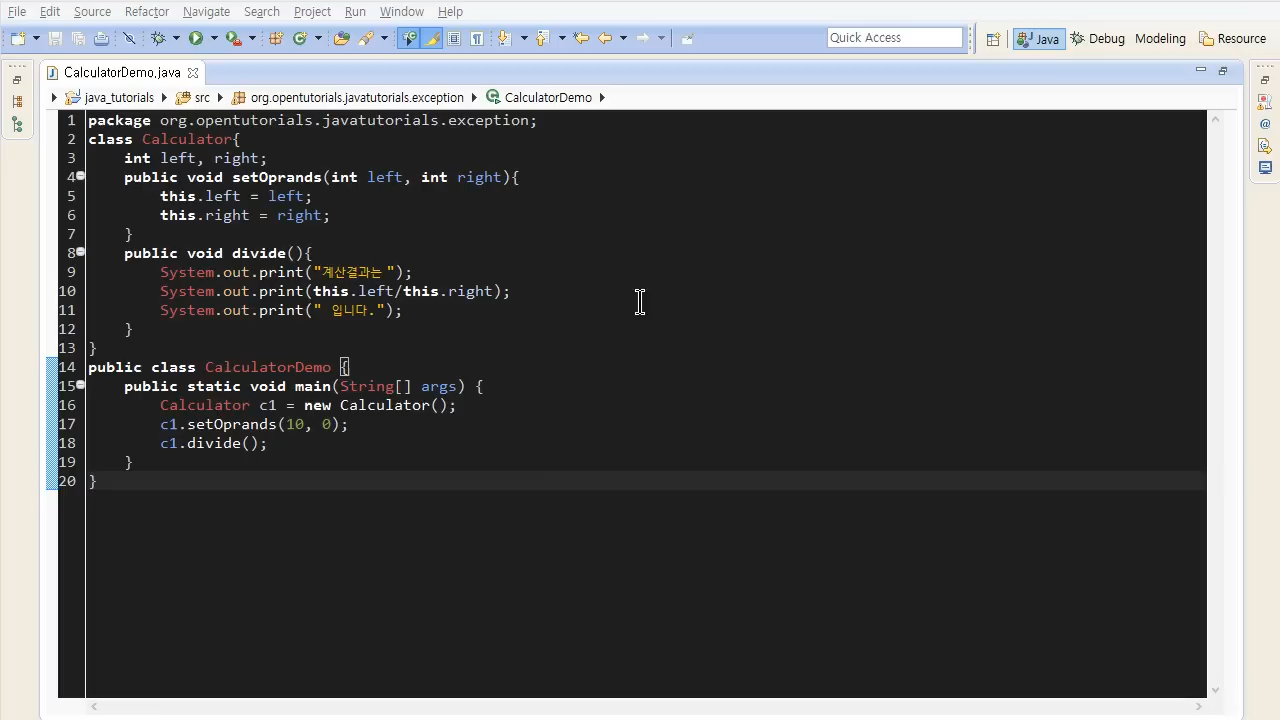 File Edit Source Refactor Navigate Search Project Run Window Help
Quick Access
Java
Debug
Modeling
Resource
CalculatorDemo.java
java_tutorials
src
org.opentutorials.javatutorials.exception
CalculatorDemo
1 package org.opentutorials.javatutorials.exception;
2 class Calculator{
3     int left, right;
4     public void setOprands(int left, int right){
5         this.left = left;
6         this.right = right;
7     }
8     public void divide(){
9         System.out.print("계산결과는 ");
10         System.out.print(this.left/this.right);
11         System.out.print(" 입니다.");
12     }
13 }
14 public class CalculatorDemo {
15     public static void main(String[] args) {
16         Calculator c1 = new Calculator();
17         c1.setOprands(10, 0);
18         c1.divide();
19     }
20 }